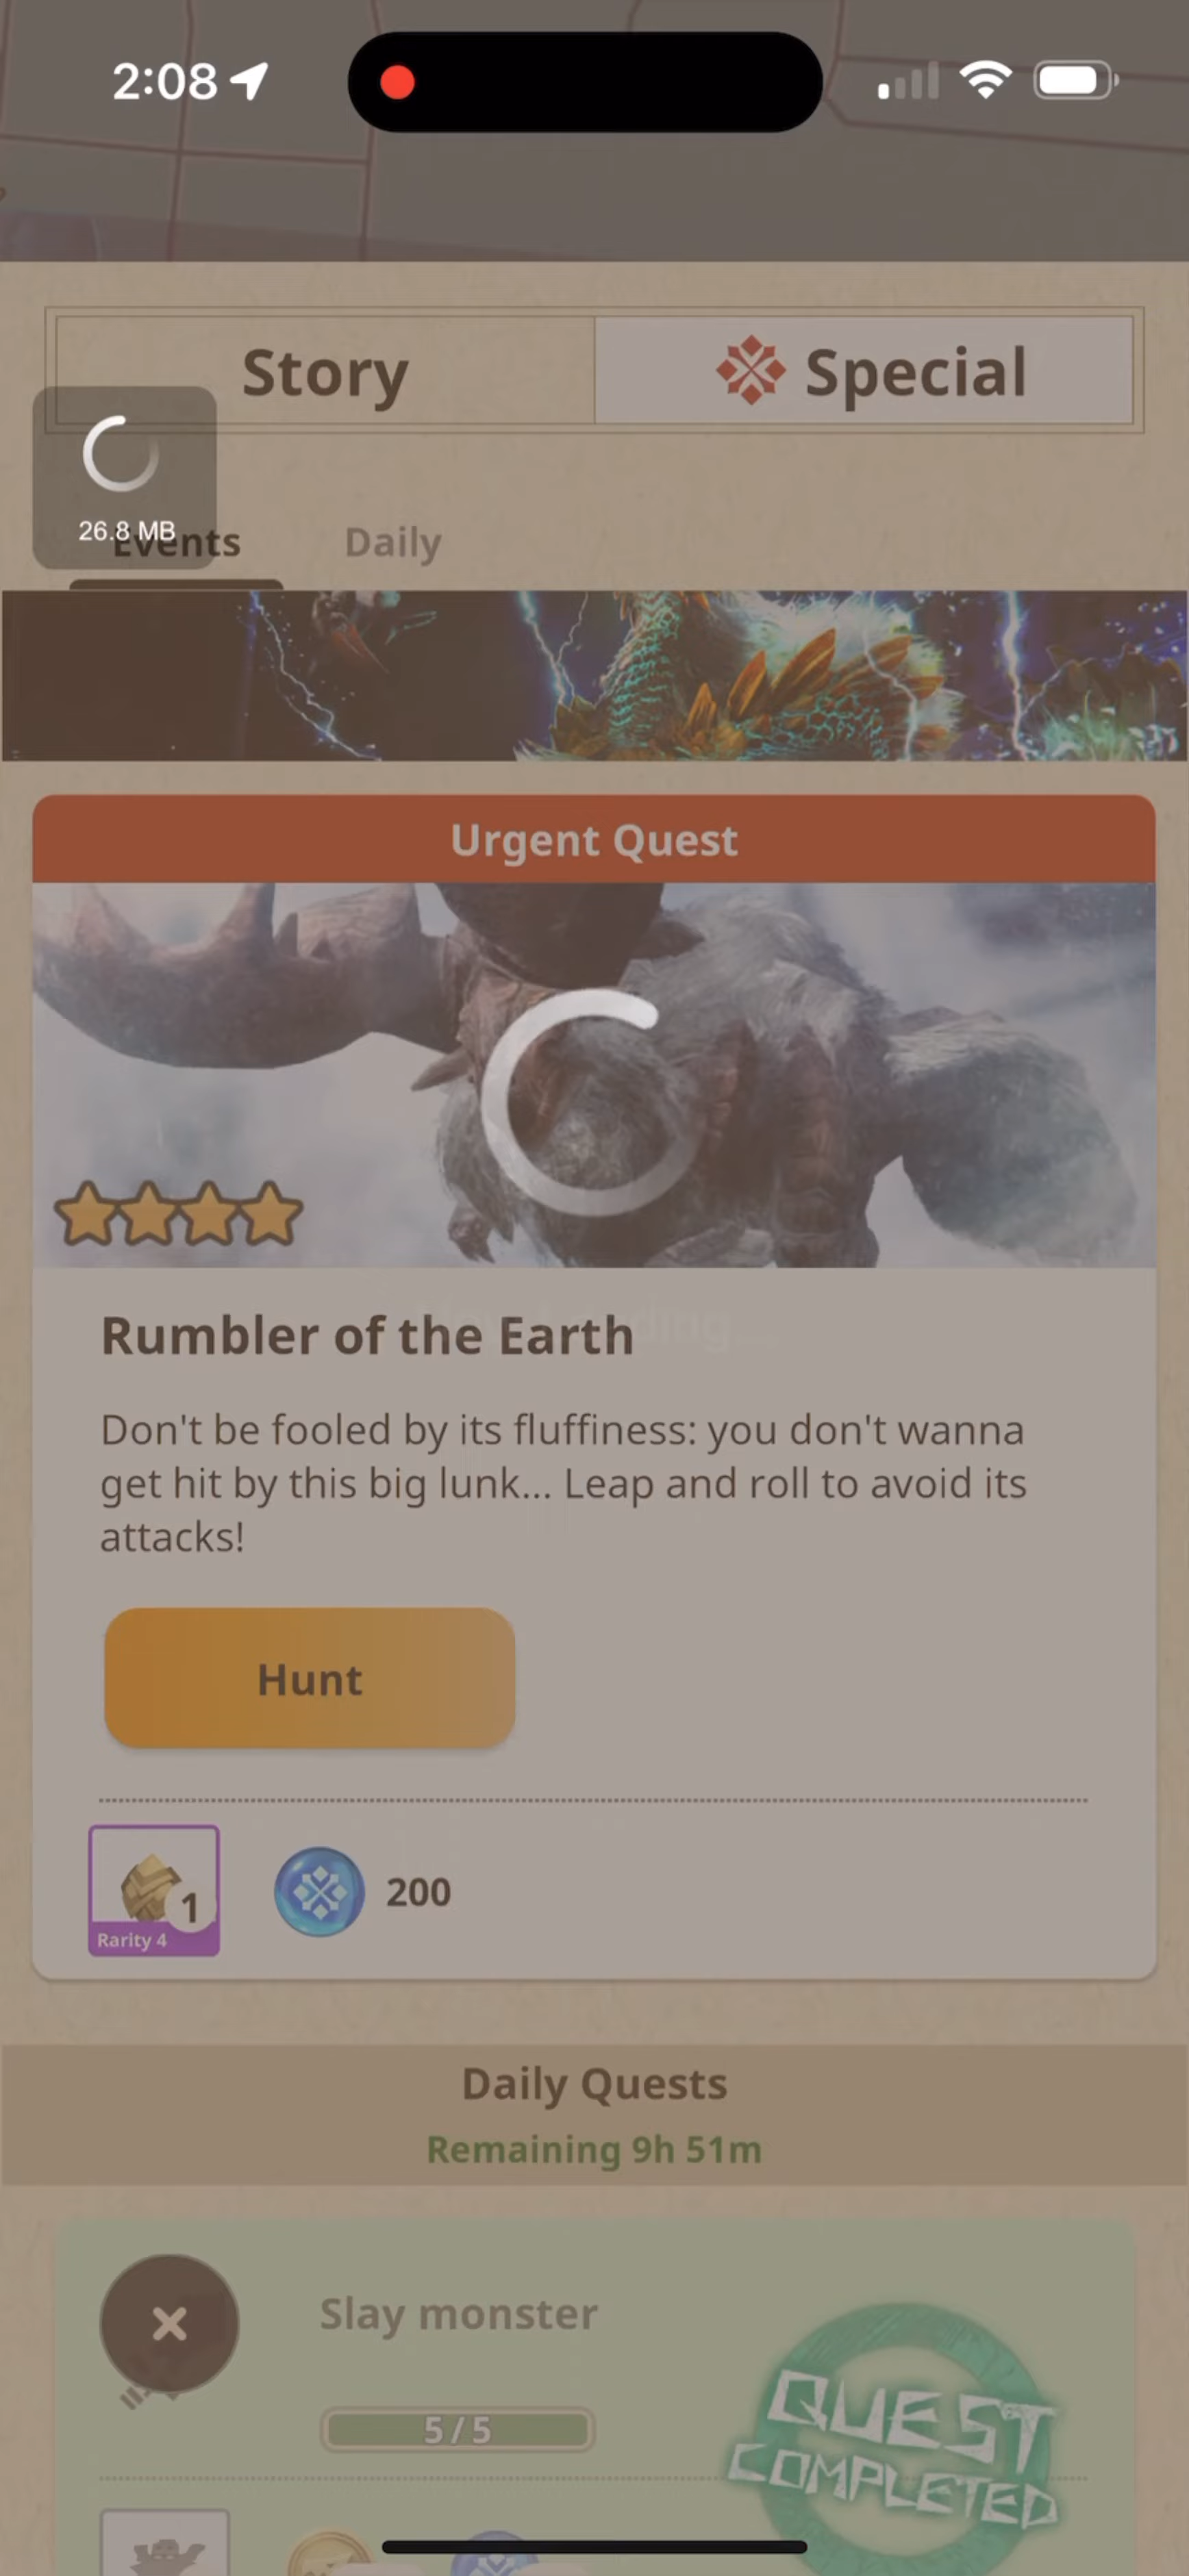 2:08
Story
Special
26.8 MB
Events
Daily
Urgent Quest
Rumbler of the Earth
Don't be fooled by its fluffiness: you don't wanna
get hit by this big lunk... Leap and roll to avoid its
attacks!
Hunt
1
Rarity 4
200
Daily Quests
Remaining 9h 51m
Slay monster
5/5
QUEST
COMPLETED